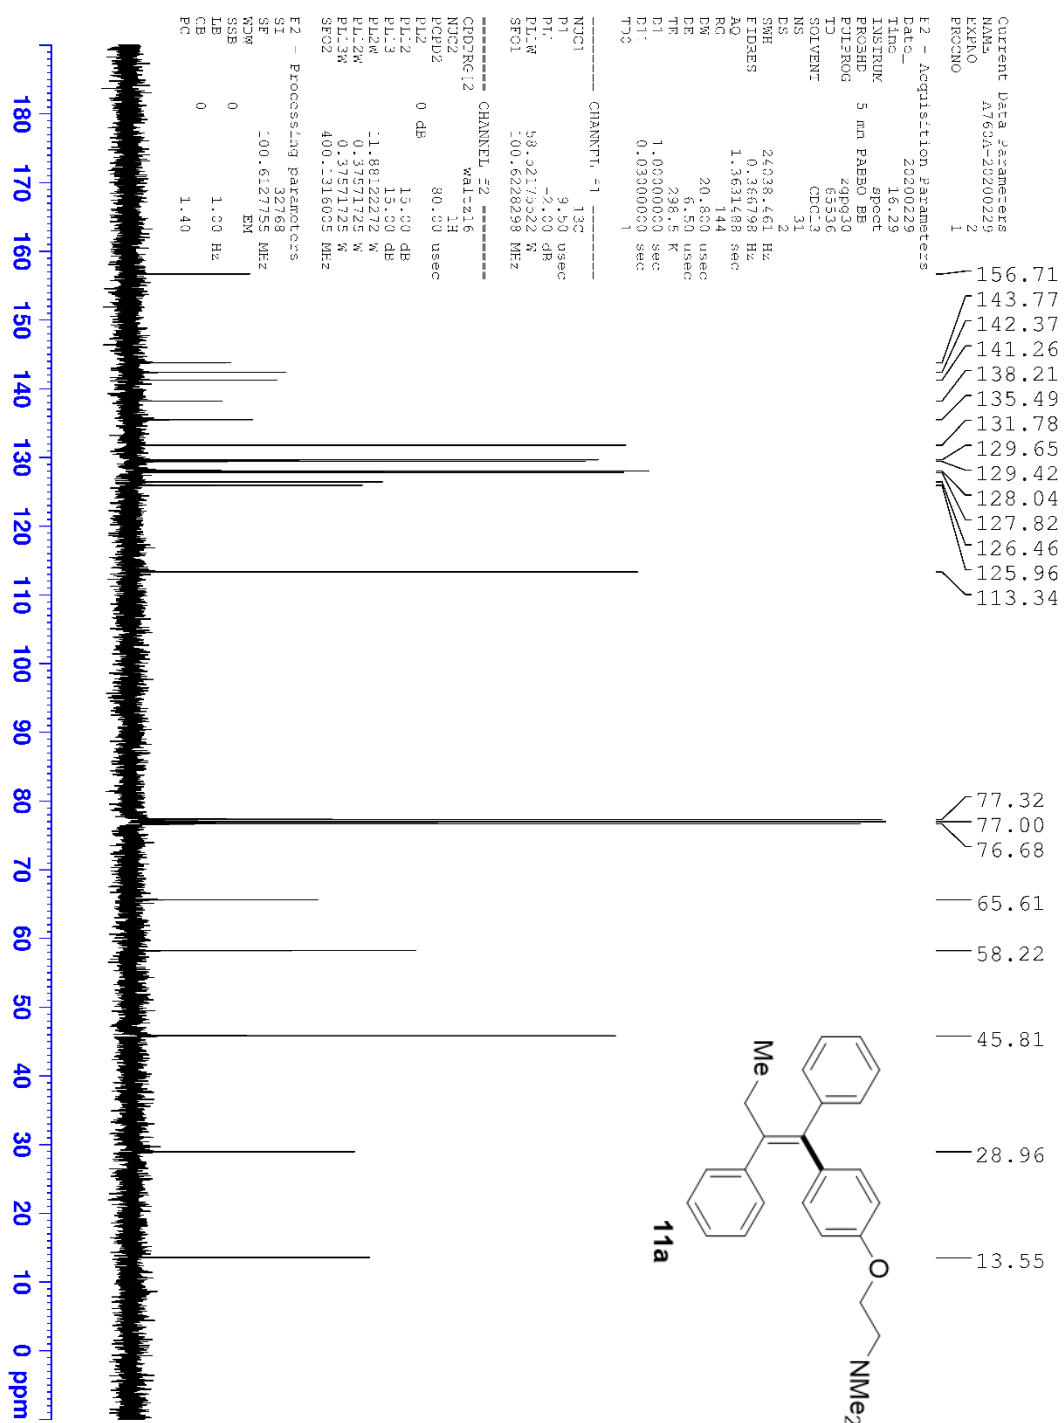 Current Data Parameters
NAME A763A-20200229
EXPNO 2
PROCNO 1
F2 - Acquisition Parameters
Date_ 20200229
Time 16.29
INSTRUM spect
PROBHD 5 mm PABBO BB
PULPROG zgpg30
TD 65536
SOLVENT CDCl3
NS 31
DS 2
SWH 24038.461 Hz
FIDRES 0.366798 Hz
AQ 1.3631488 sec
RG 144
DW 20.800 usec
DE 6.50 usec
TE 298.5 K
D1 1.00000000 sec
D11 0.03000000 sec
TD0 1
======== CHANNEL f1 ========
NUC1 13C
P1 9.50 usec
PL1 -2.00 dB
PL1W
SFO1 100.6228298 MHz
======== CHANNEL f2 ========
CPDPRG[2 waltz16
NUC2 1H
PCPD2 80.00 usec
PL2 0 dB
PL12 15.00 dB
PL13 15.00 dB
PL2W 11.88122272 W
PL12W 0.37571725 W
PL13W 0.37571725 W
SFO2 400.1316005 MHz
F2 - Processing parameters
SI 32768
SF 100.6127755 MHz
WDW EM
SSB 0
LB 1.00 Hz
GB 0
PC 1.40
156.71
143.77
142.37
141.26
138.21
135.49
131.78
129.65
129.42
128.04
127.82
126.46
125.96
113.34
77.32
77.00
76.68
65.61
58.22
45.81
28.96
13.55
Me
O
NMe2
11a
180 170 160 150 140 130 120 110 100 90 80 70 60 50 40 30 20 10 0 ppm